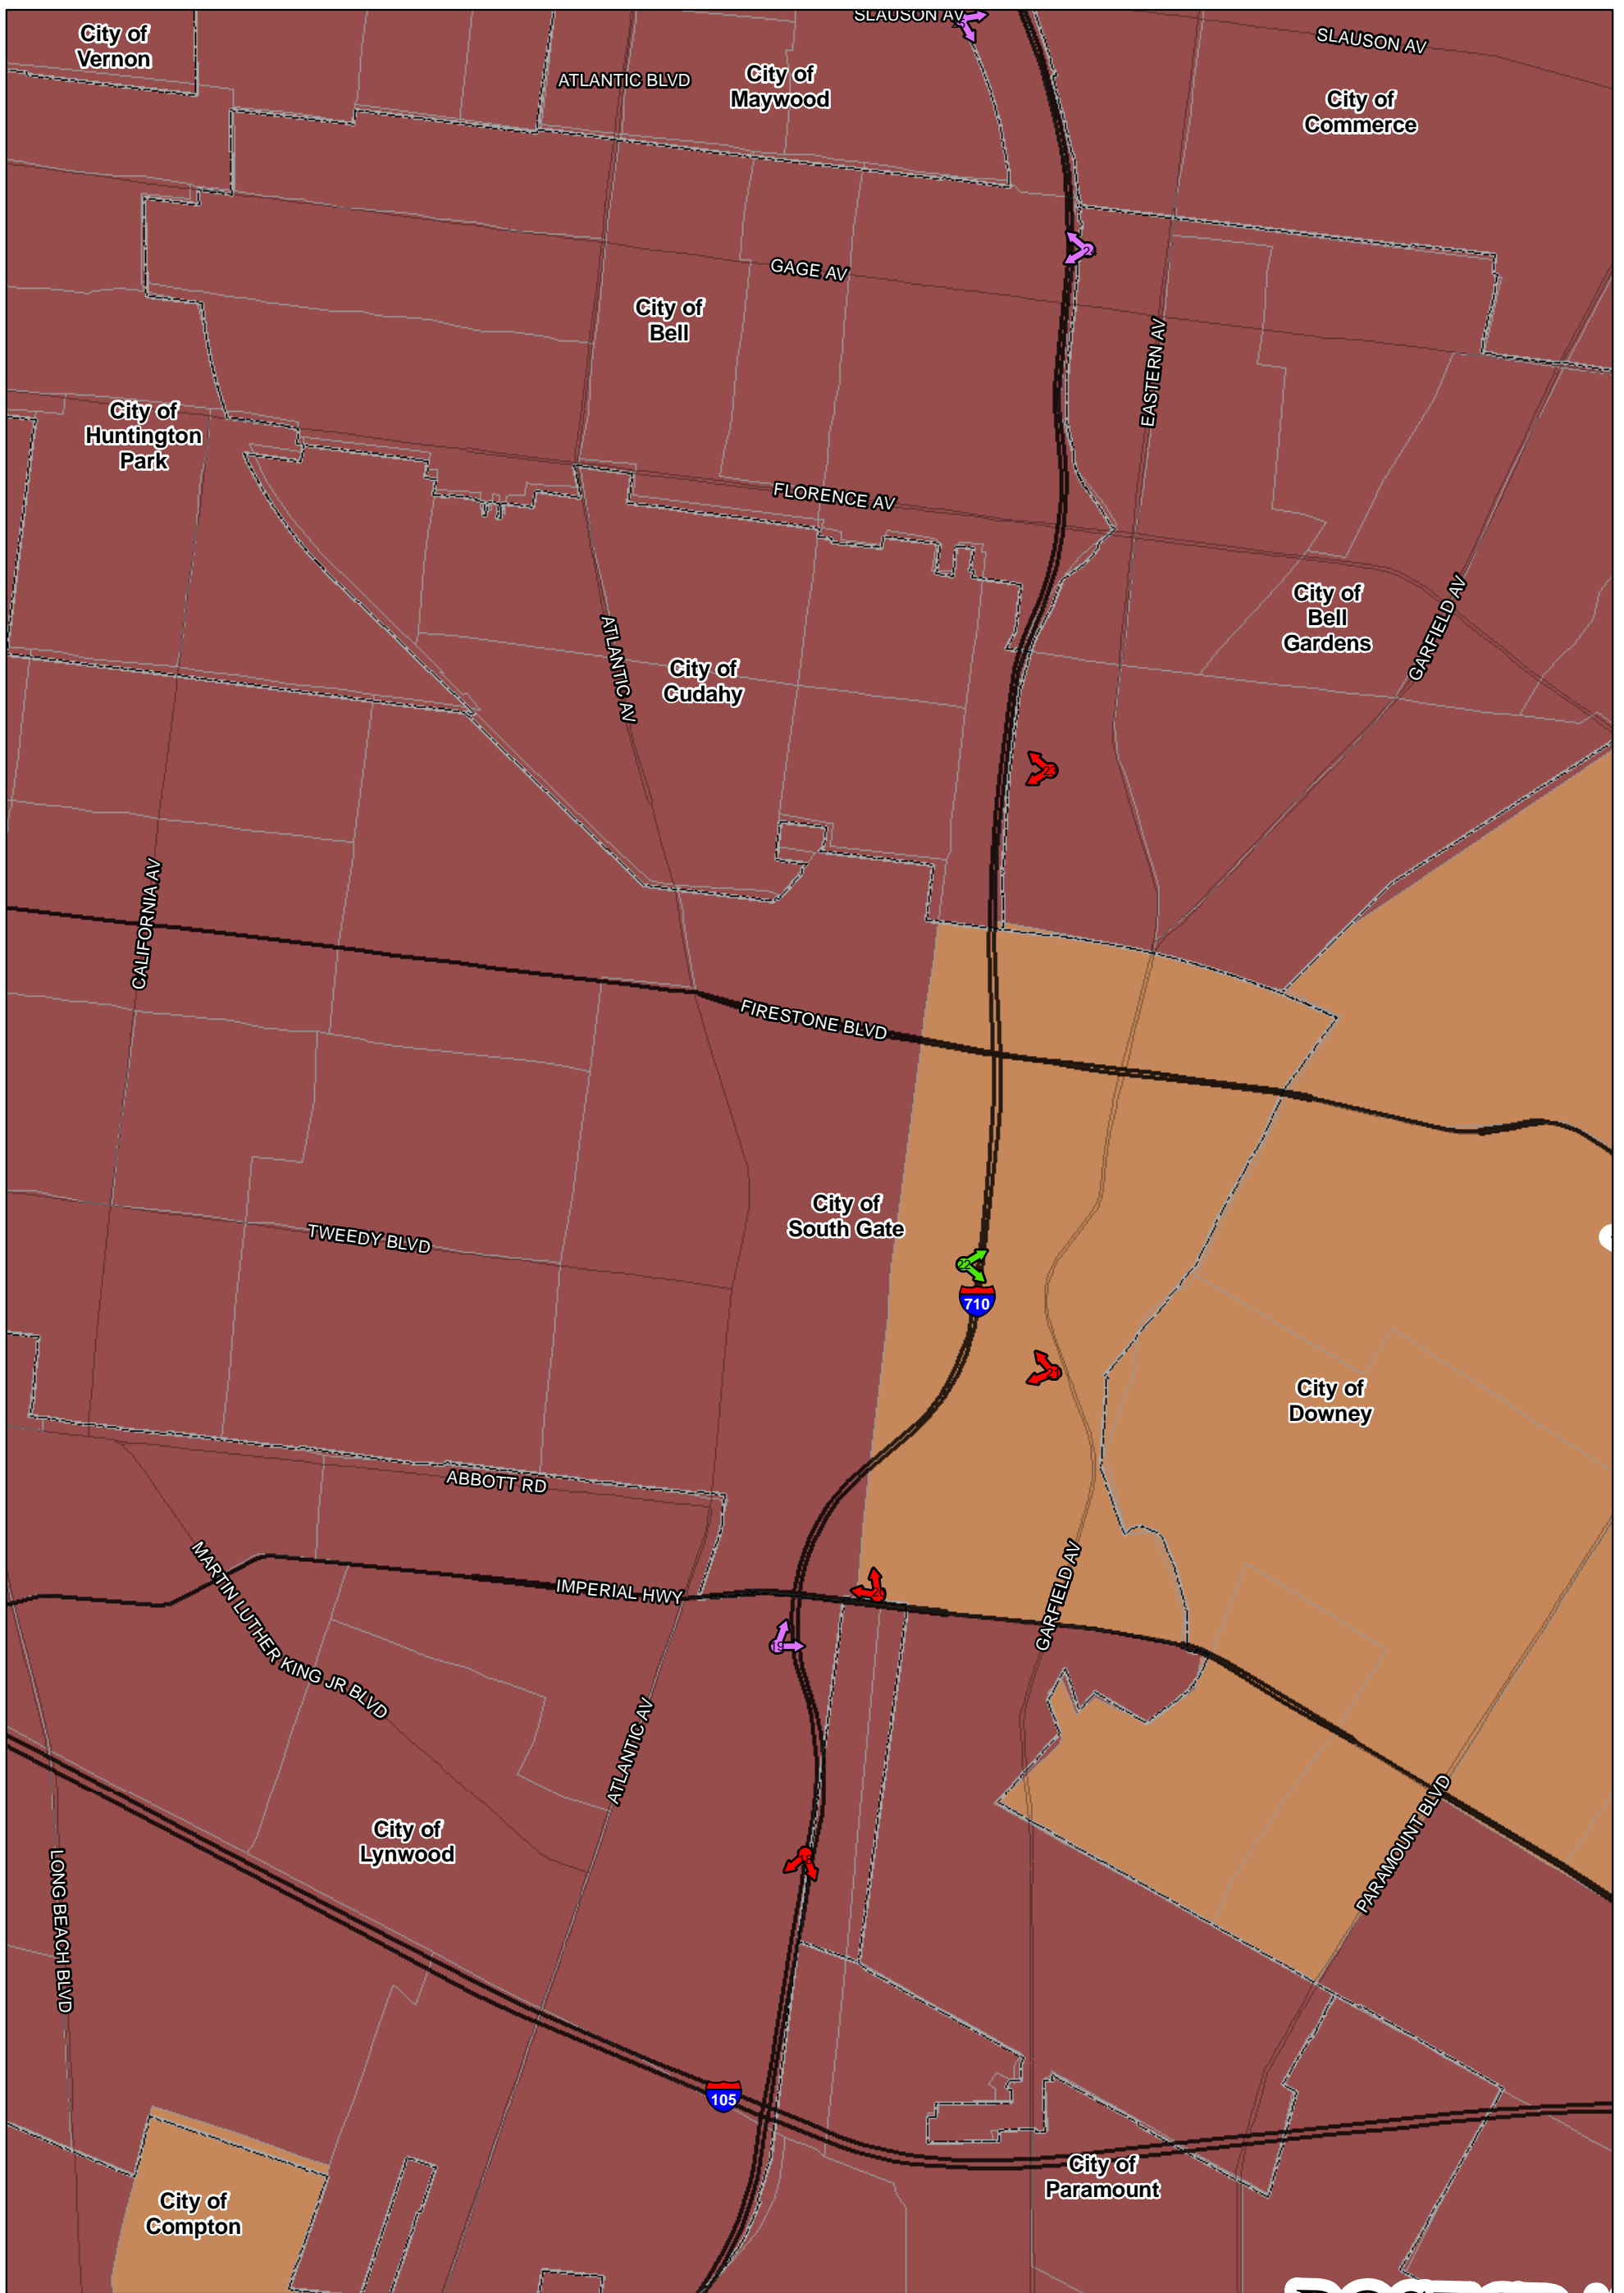 SLAUSON AV
City of
Vernon
SLAUSON AV
ATLANTIC BLVD
City of
Maywood
City of
Commerce
GAGE AV
City of
Bell
EASTERN AV
City of
Huntington
Park
FLORENCE AV
City of
Bell
Gardens
GARFIELD AV
ATLANTIC AV
City of
Cudahy
CALIFORNIA AV
FIRESTONE BLVD
City of
South Gate
TWEEDY BLVD
22
710
City of
Downey
ABBOTT RD
MARTIN LUTHER KING JR BLVD
IMPERIAL HWY
GARFIELD AV
19
ATLANTIC AV
PARAMOUNT BLVD
City of
Lynwood
18
LONG BEACH BLVD
105
City of
Paramount
City of
Compton